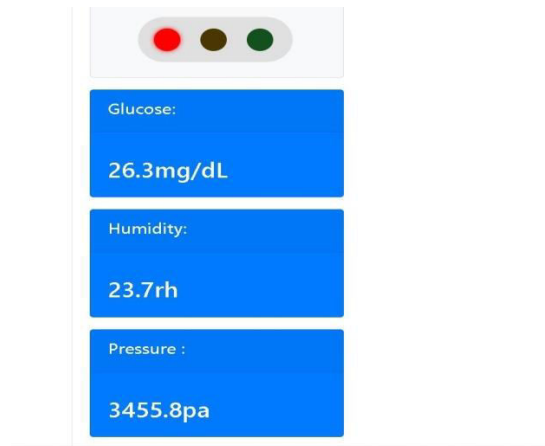 Glucose:
26.3mg/dL
Humidity:
23.7rh
Pressure :
3455.8pa